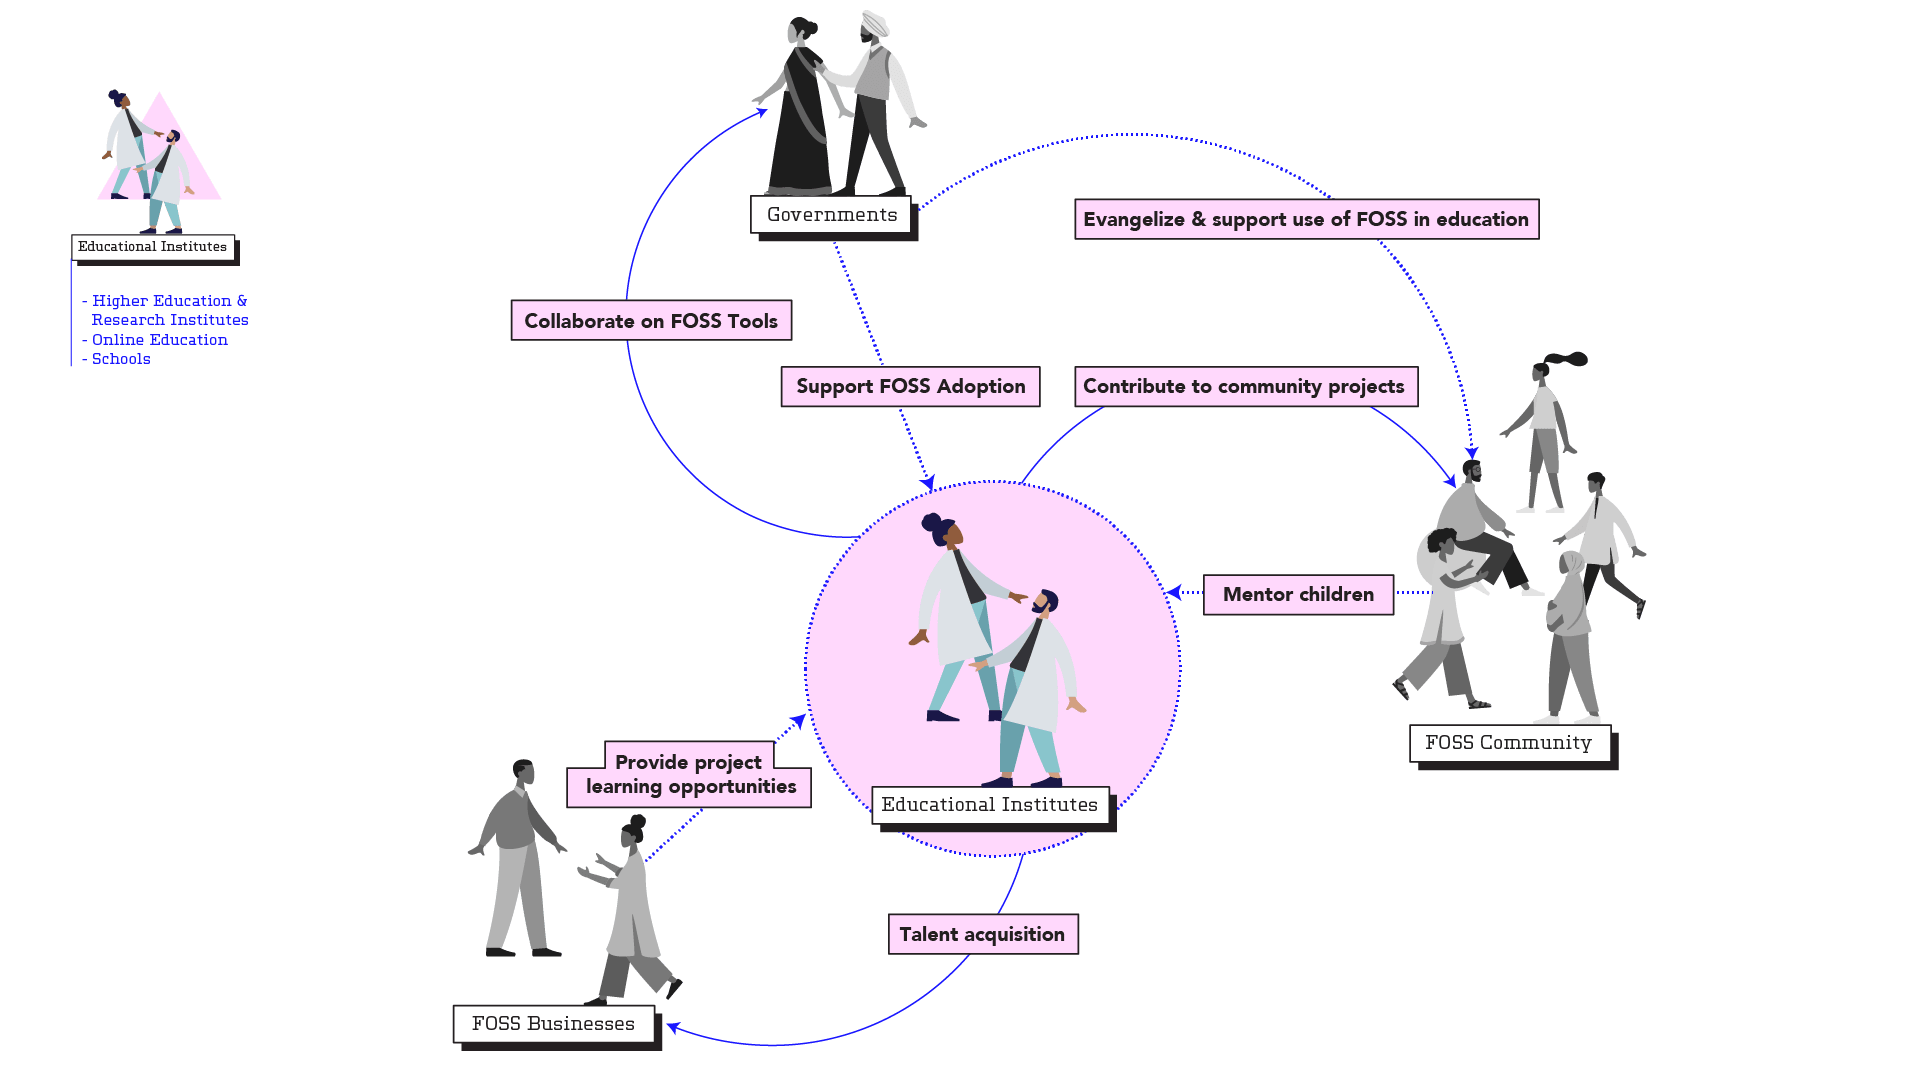 Educational Institutes
- Higher Education &
Research Institutes
- Online Education
- Schools
Governments
Evangelize & support use of FOSS in education
Collaborate on FOSS Tools
Support FOSS Adoption
Contribute to community projects
Mentor children
FOSS Community
Provide project
learning opportunities
Educational Institutes
Talent acquisition
FOSS Businesses